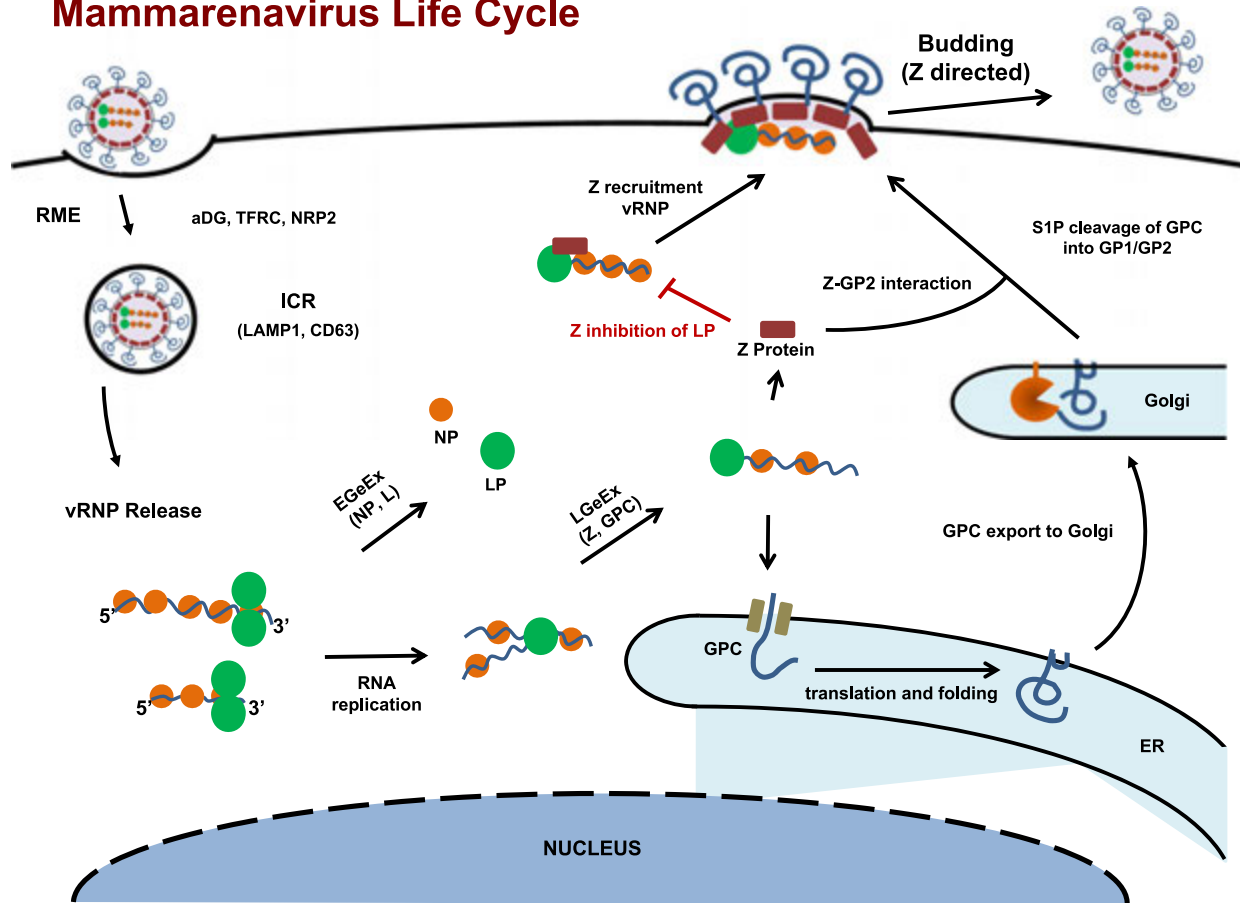 Mammarenavirus Life Cycle
Budding
(Z directed)
RME
aDG, TFRC, NRP2
Z recruitment
vRNP
S1P cleavage of GPC
into GP1/GP2
ICR
(LAMP1, CD63)
Z-GP2 interaction
Z inhibition of LP
Z Protein
Golgi
NP
LP
EGeEx
(NP, L)
LGeEx
(Z, GPC)
vRNP Release
GPC export to Golgi
5’
3’
5’
3’
RNA
replication
GPC
translation and folding
ER
NUCLEUS